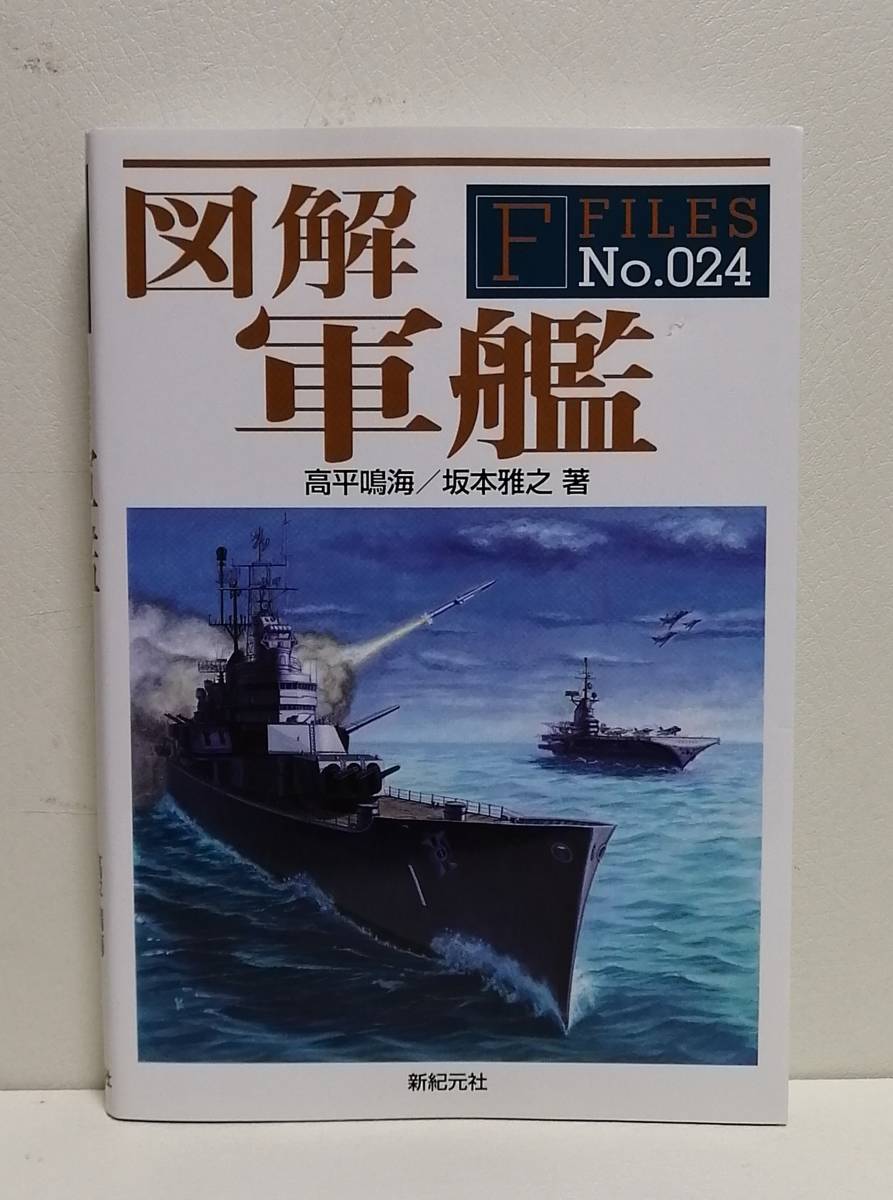 図解
F FILES
No.024
軍艦
高平鳴海／坂本雅之 著
新紀元社